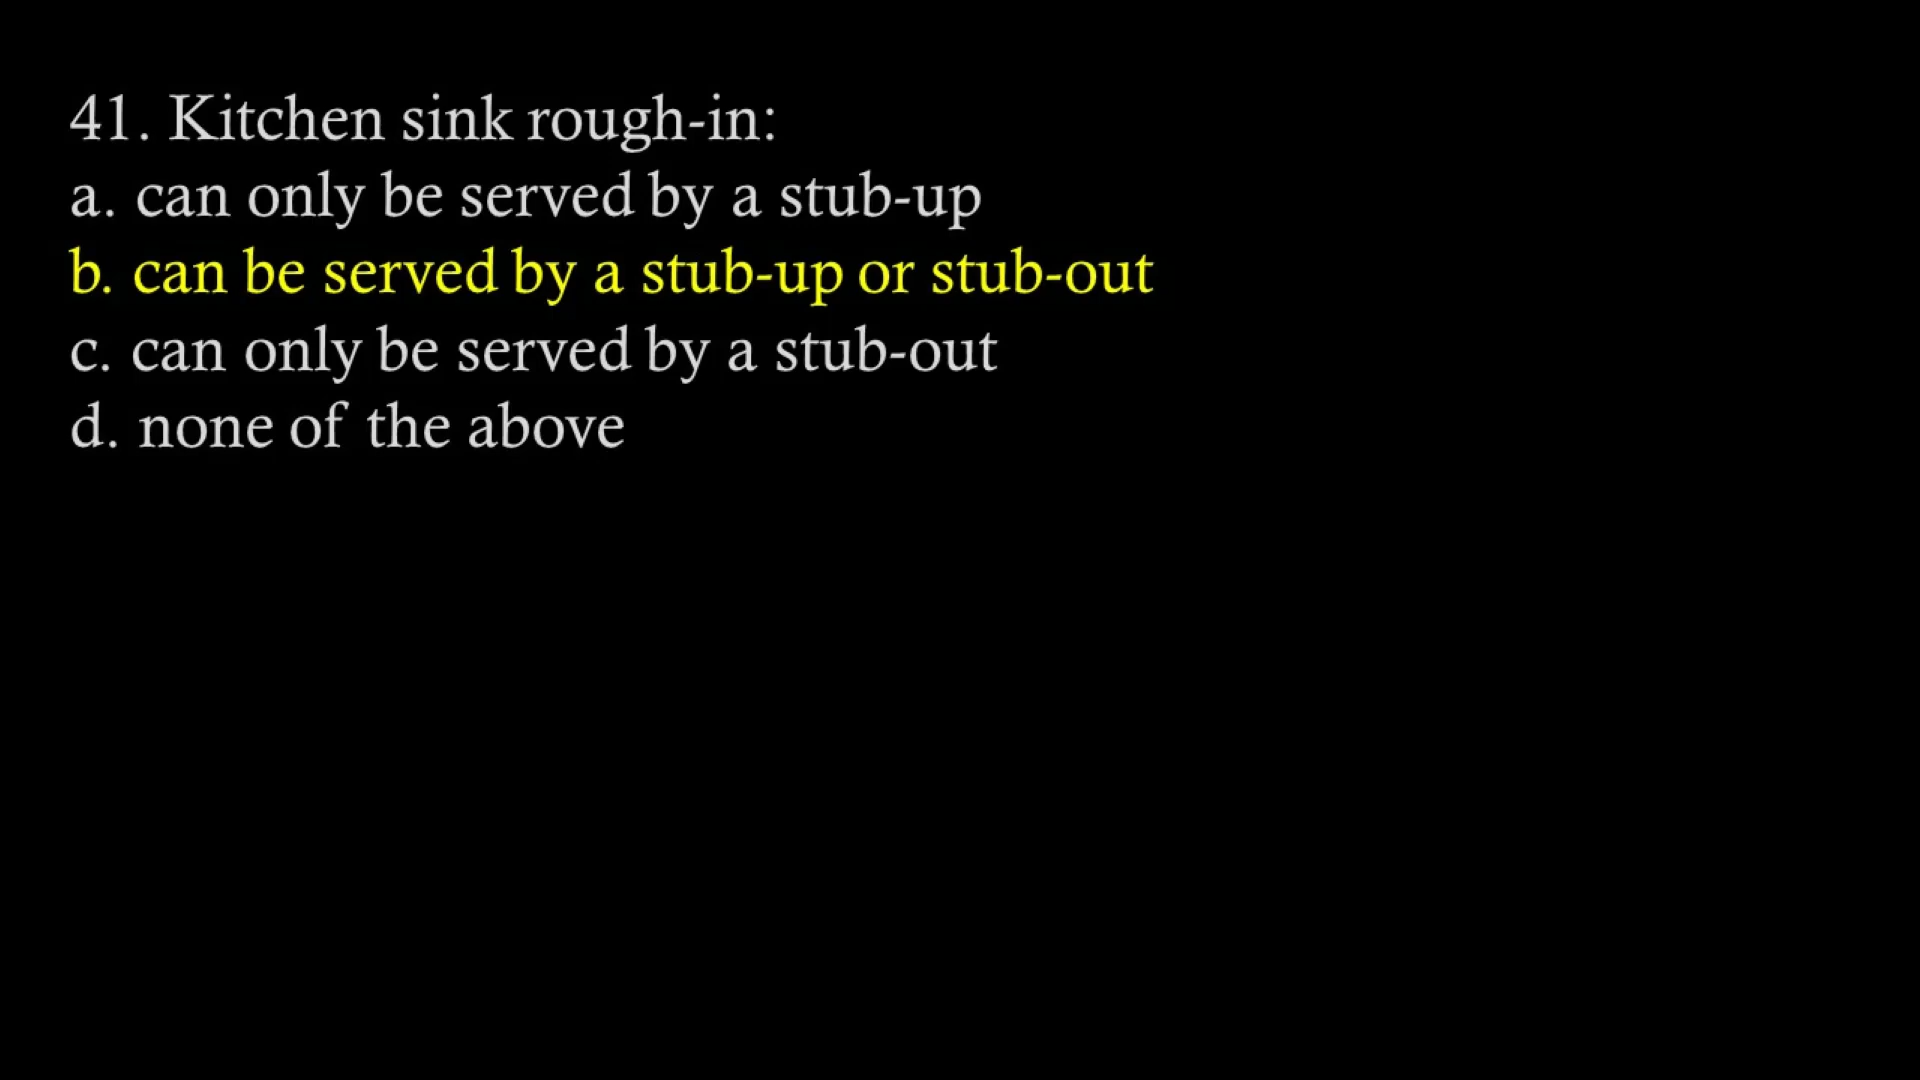 41. Kitchen sink rough-in:
a. can only be served by a stub-up
b. can be served by a stub-up or stub-out
c. can only be served by a stub-out
d. none of the above